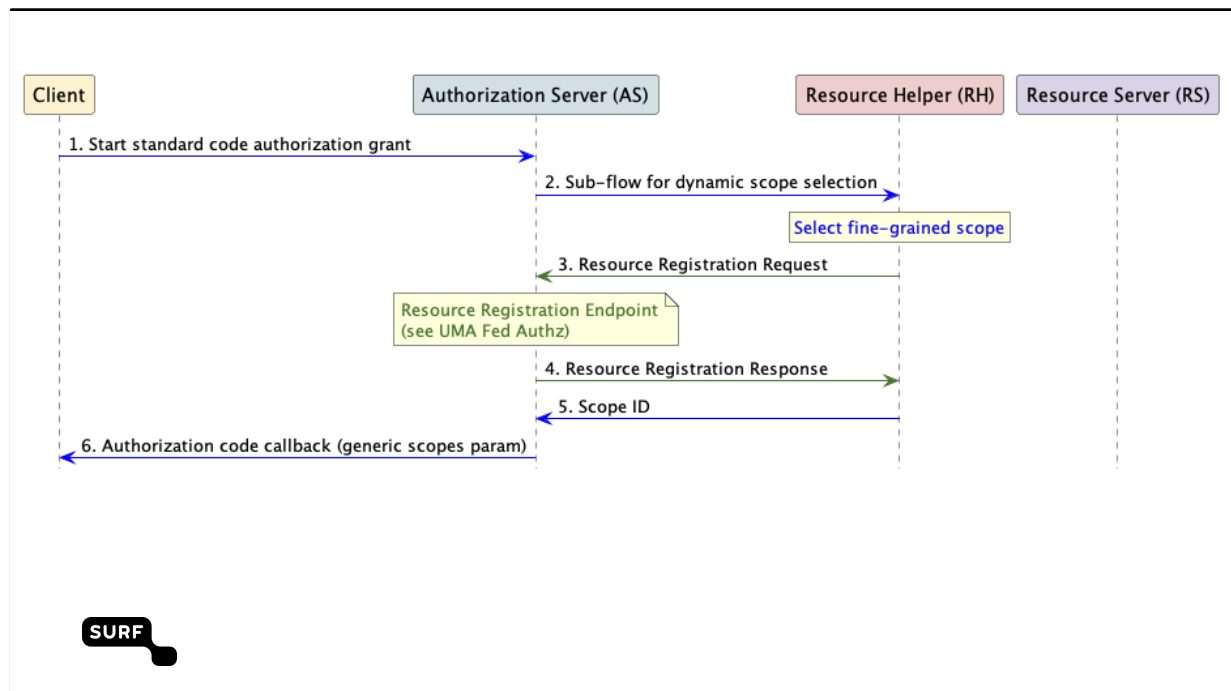 Client
Authorization Server (AS)
Resource Helper (RH)
Resource Server (RS)
1. Start standard code authorization grant
2. Sub-flow for dynamic scope selection
Select fine-grained scope
3. Resource Registration Request
Resource Registration Endpoint
(see UMA Fed Authz)
4. Resource Registration Response
5. Scope ID
6. Authorization code callback (generic scopes param)
SURF